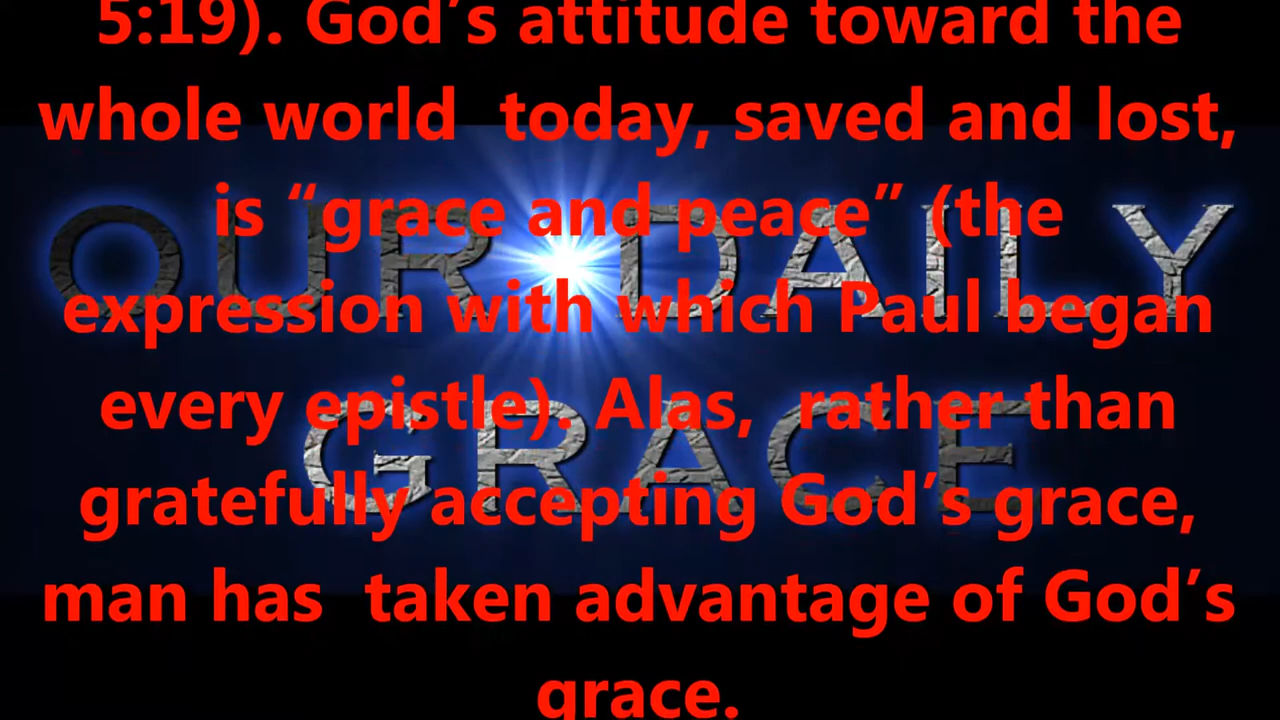 5:19). God’s attitude toward the
whole world  today, saved and lost,
is “grace and peace” (the
OUR DAILY
expression with which Paul began
every epistle). Alas,  rather than
GRACE
gratefully accepting God’s grace,
man has  taken advantage of God’s
grace.